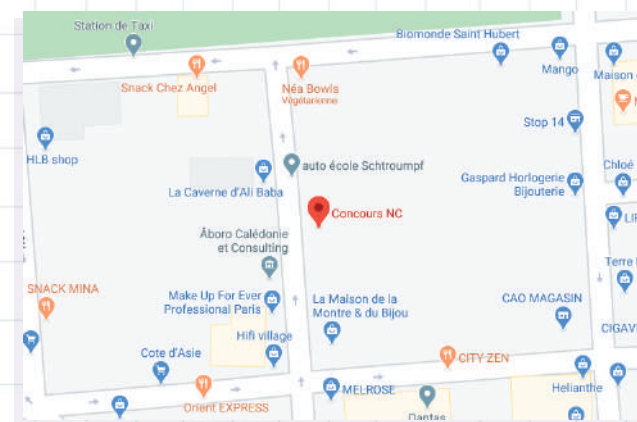 Station de Taxi
Biomonde Saint Hubert
Mango
Maison
Snack Chez Angel
Néa Bowls
Végétarienne
Stop 14
HLB shop
auto école Schtroumpf
Chloé
La Caverne d'Ali Baba
Gaspard Horlogerie
Bijouterie
Concours NC
Àboro Calédonie
et Consulting
Terre
SNACK MINA
Make Up For Ever
Professional Paris
La Maison de la
Montre & du Bijou
CAO MAGASIN
Hifi village
CIGAV
Cote d'Asie
CITY ZEN
MELROSE
Helianthe
Orient EXPRESS
Dantas